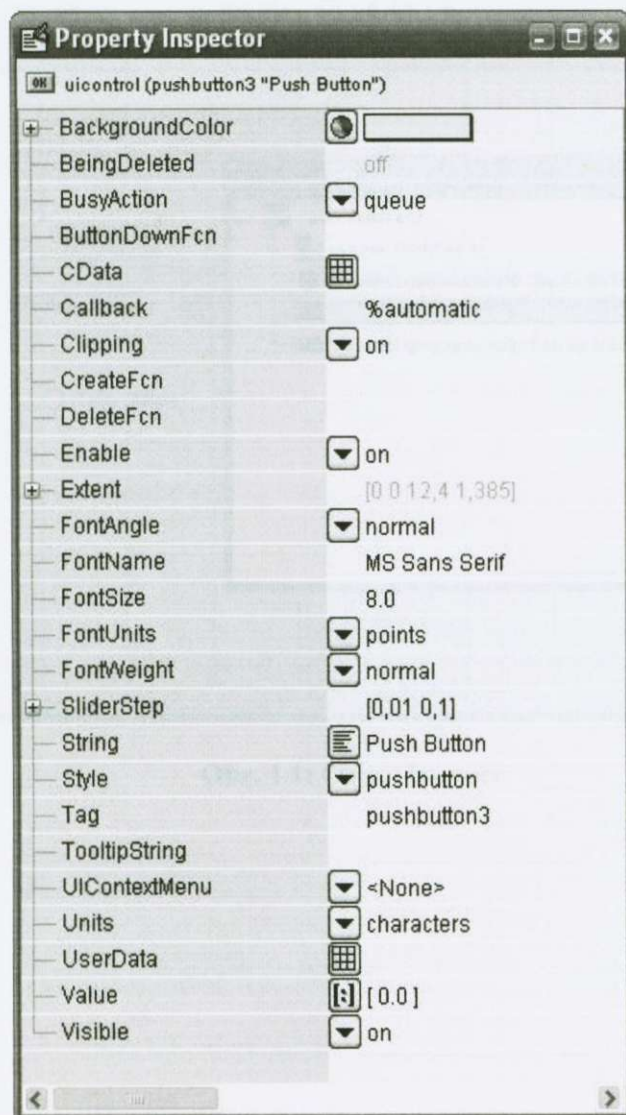 Property Inspector
OK uicontrol (pushbutton3 "Push Button")
BackgroundColor
BeingDeleted off
BusyAction queue
ButtonDownFcn
CData
Callback %automatic
Clipping on
CreateFcn
DeleteFcn
Enable on
Extent [0 0 12,4 1,385]
FontAngle normal
FontName MS Sans Serif
FontSize 8.0
FontUnits points
FontWeight normal
SliderStep [0,01 0,1]
String Push Button
Style pushbutton
Tag pushbutton3
TooltipString
UIContextMenu <None>
Units characters
UserData
Value [ 0.0 ]
Visible on